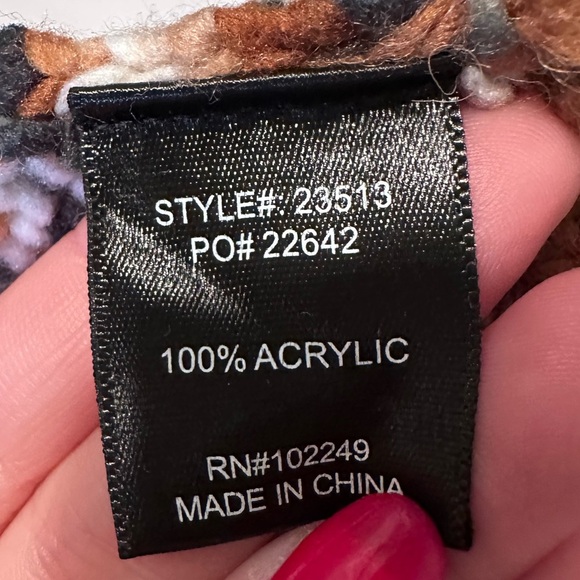 STYLE#: 23513
PO# 22642
100% ACRYLIC
RN#102249
MADE IN CHINA